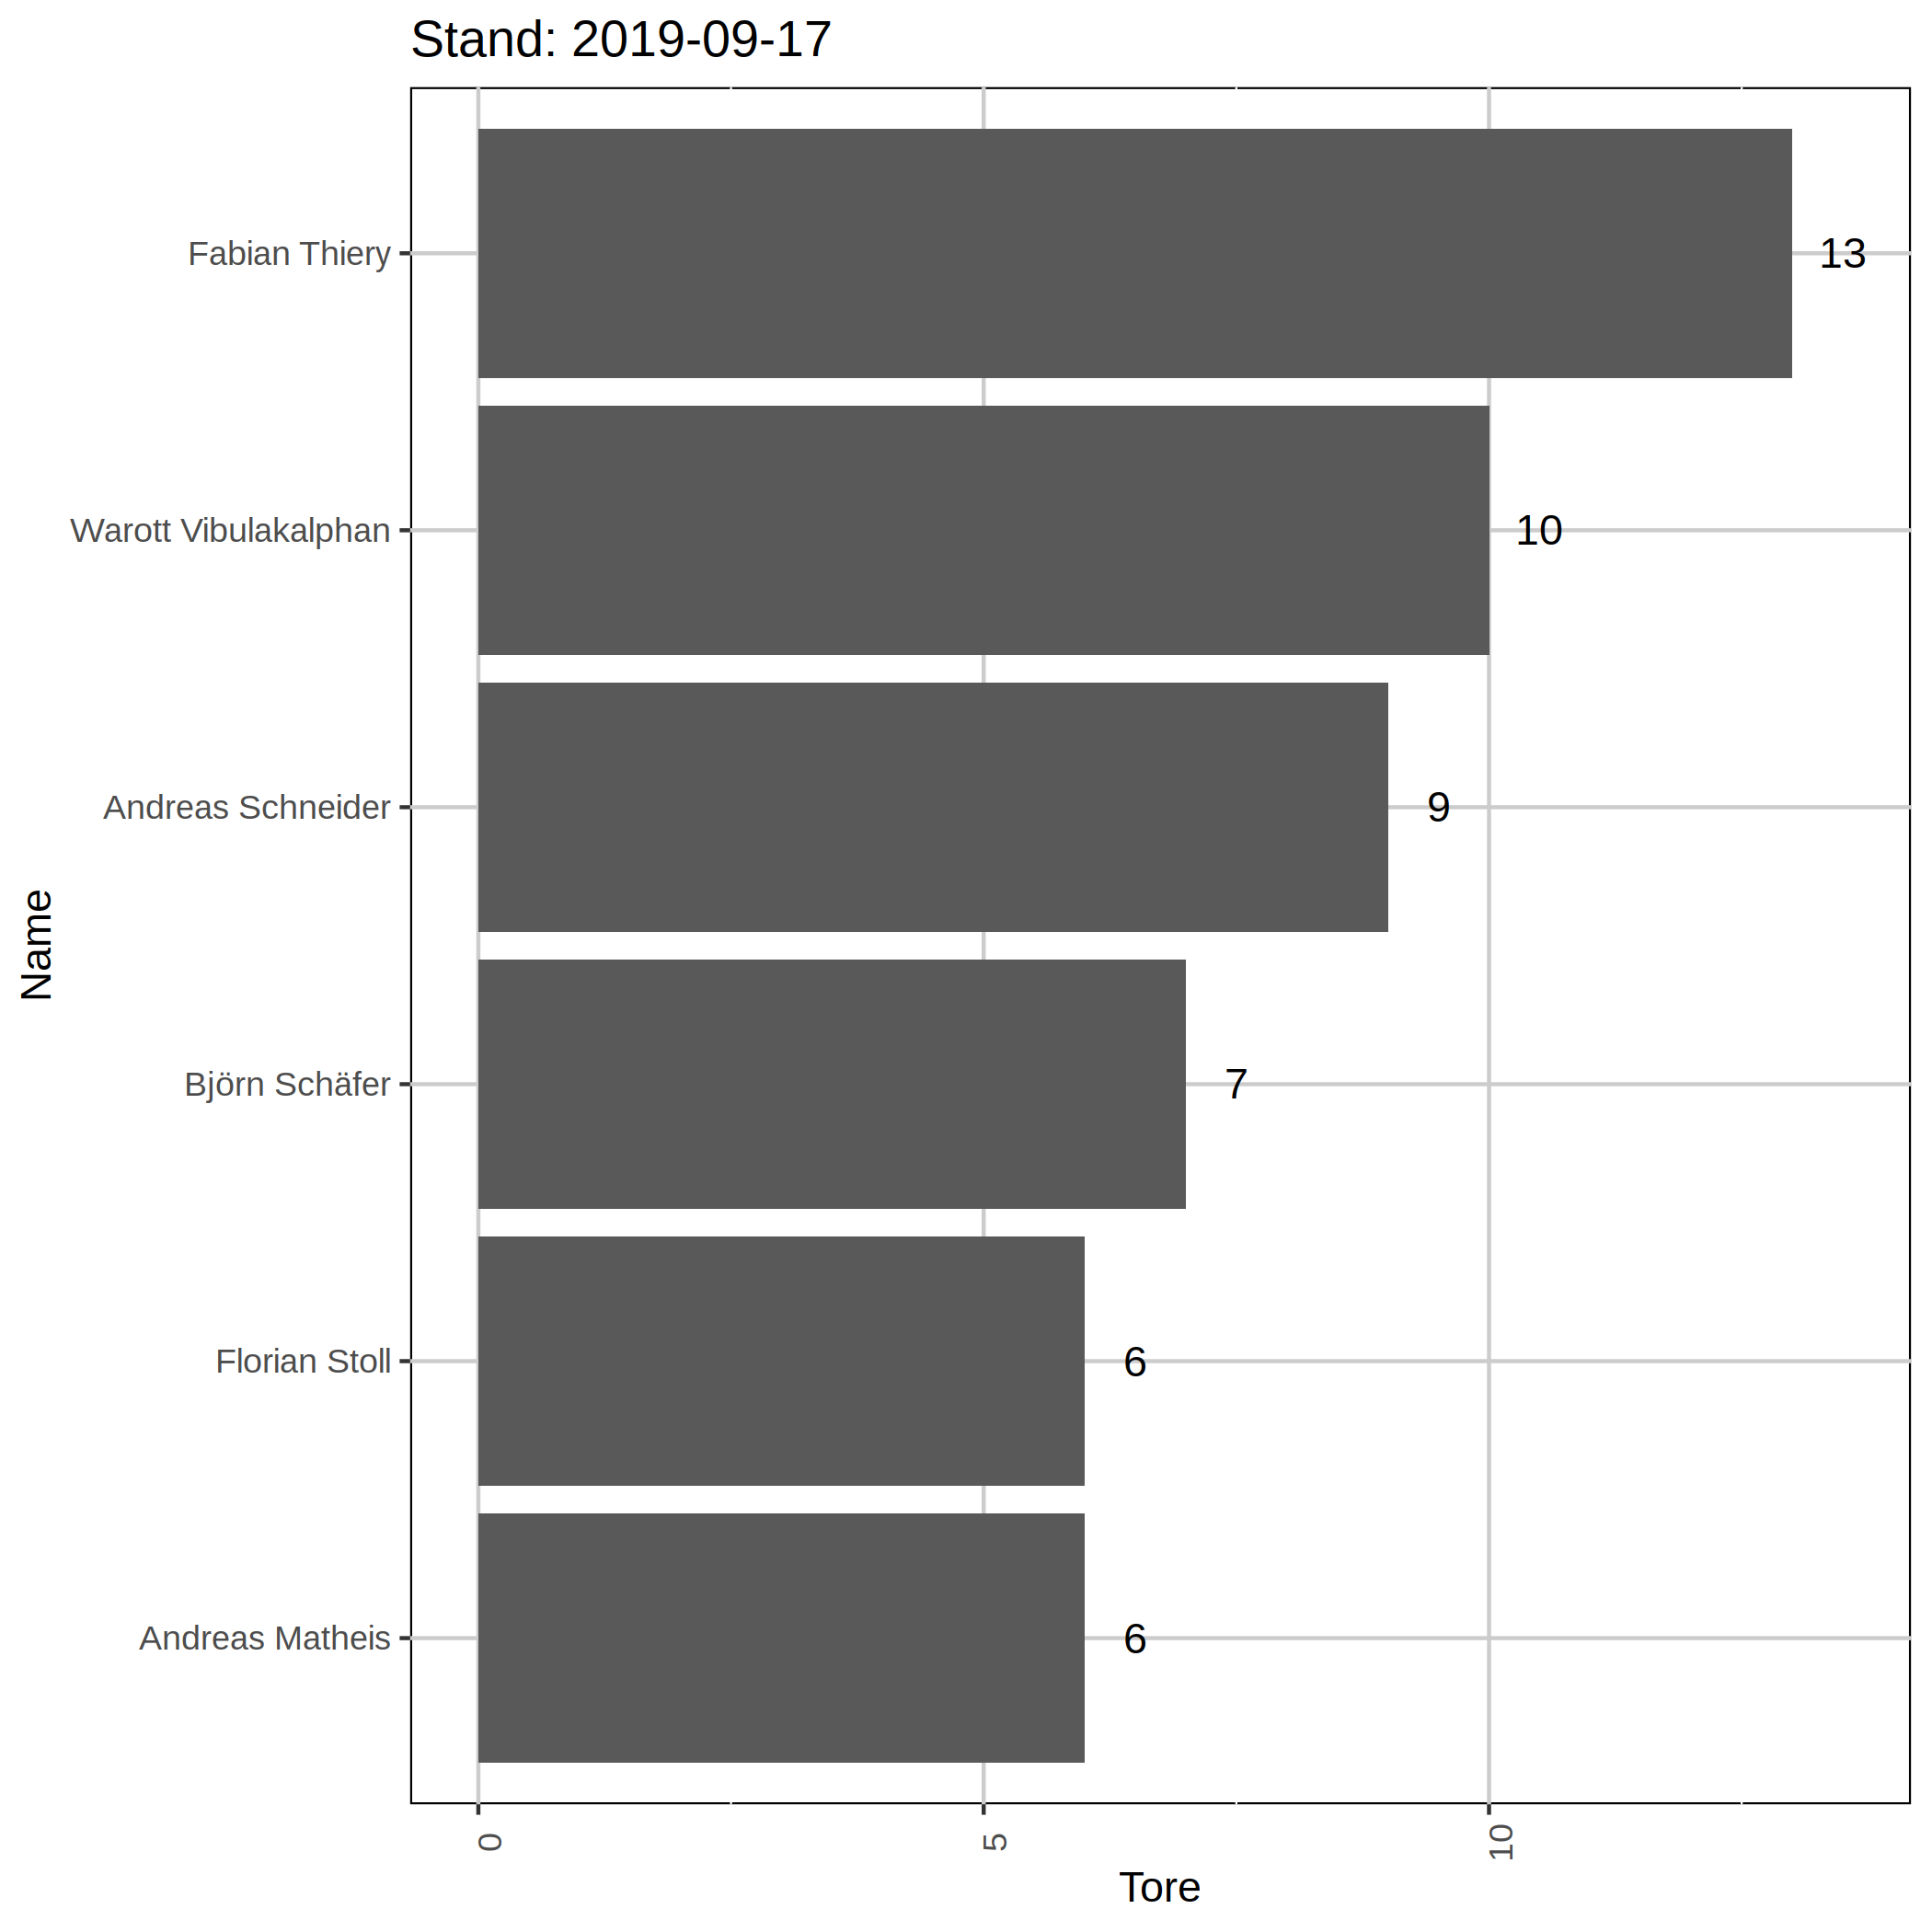 Stand: 2019-09-17
Fabian Thiery
13
Warott Vibulakalphan
10
Andreas Schneider
9
Name
Björn Schäfer
7
Florian Stoll
6
Andreas Matheis
6
0
5
10
Tore